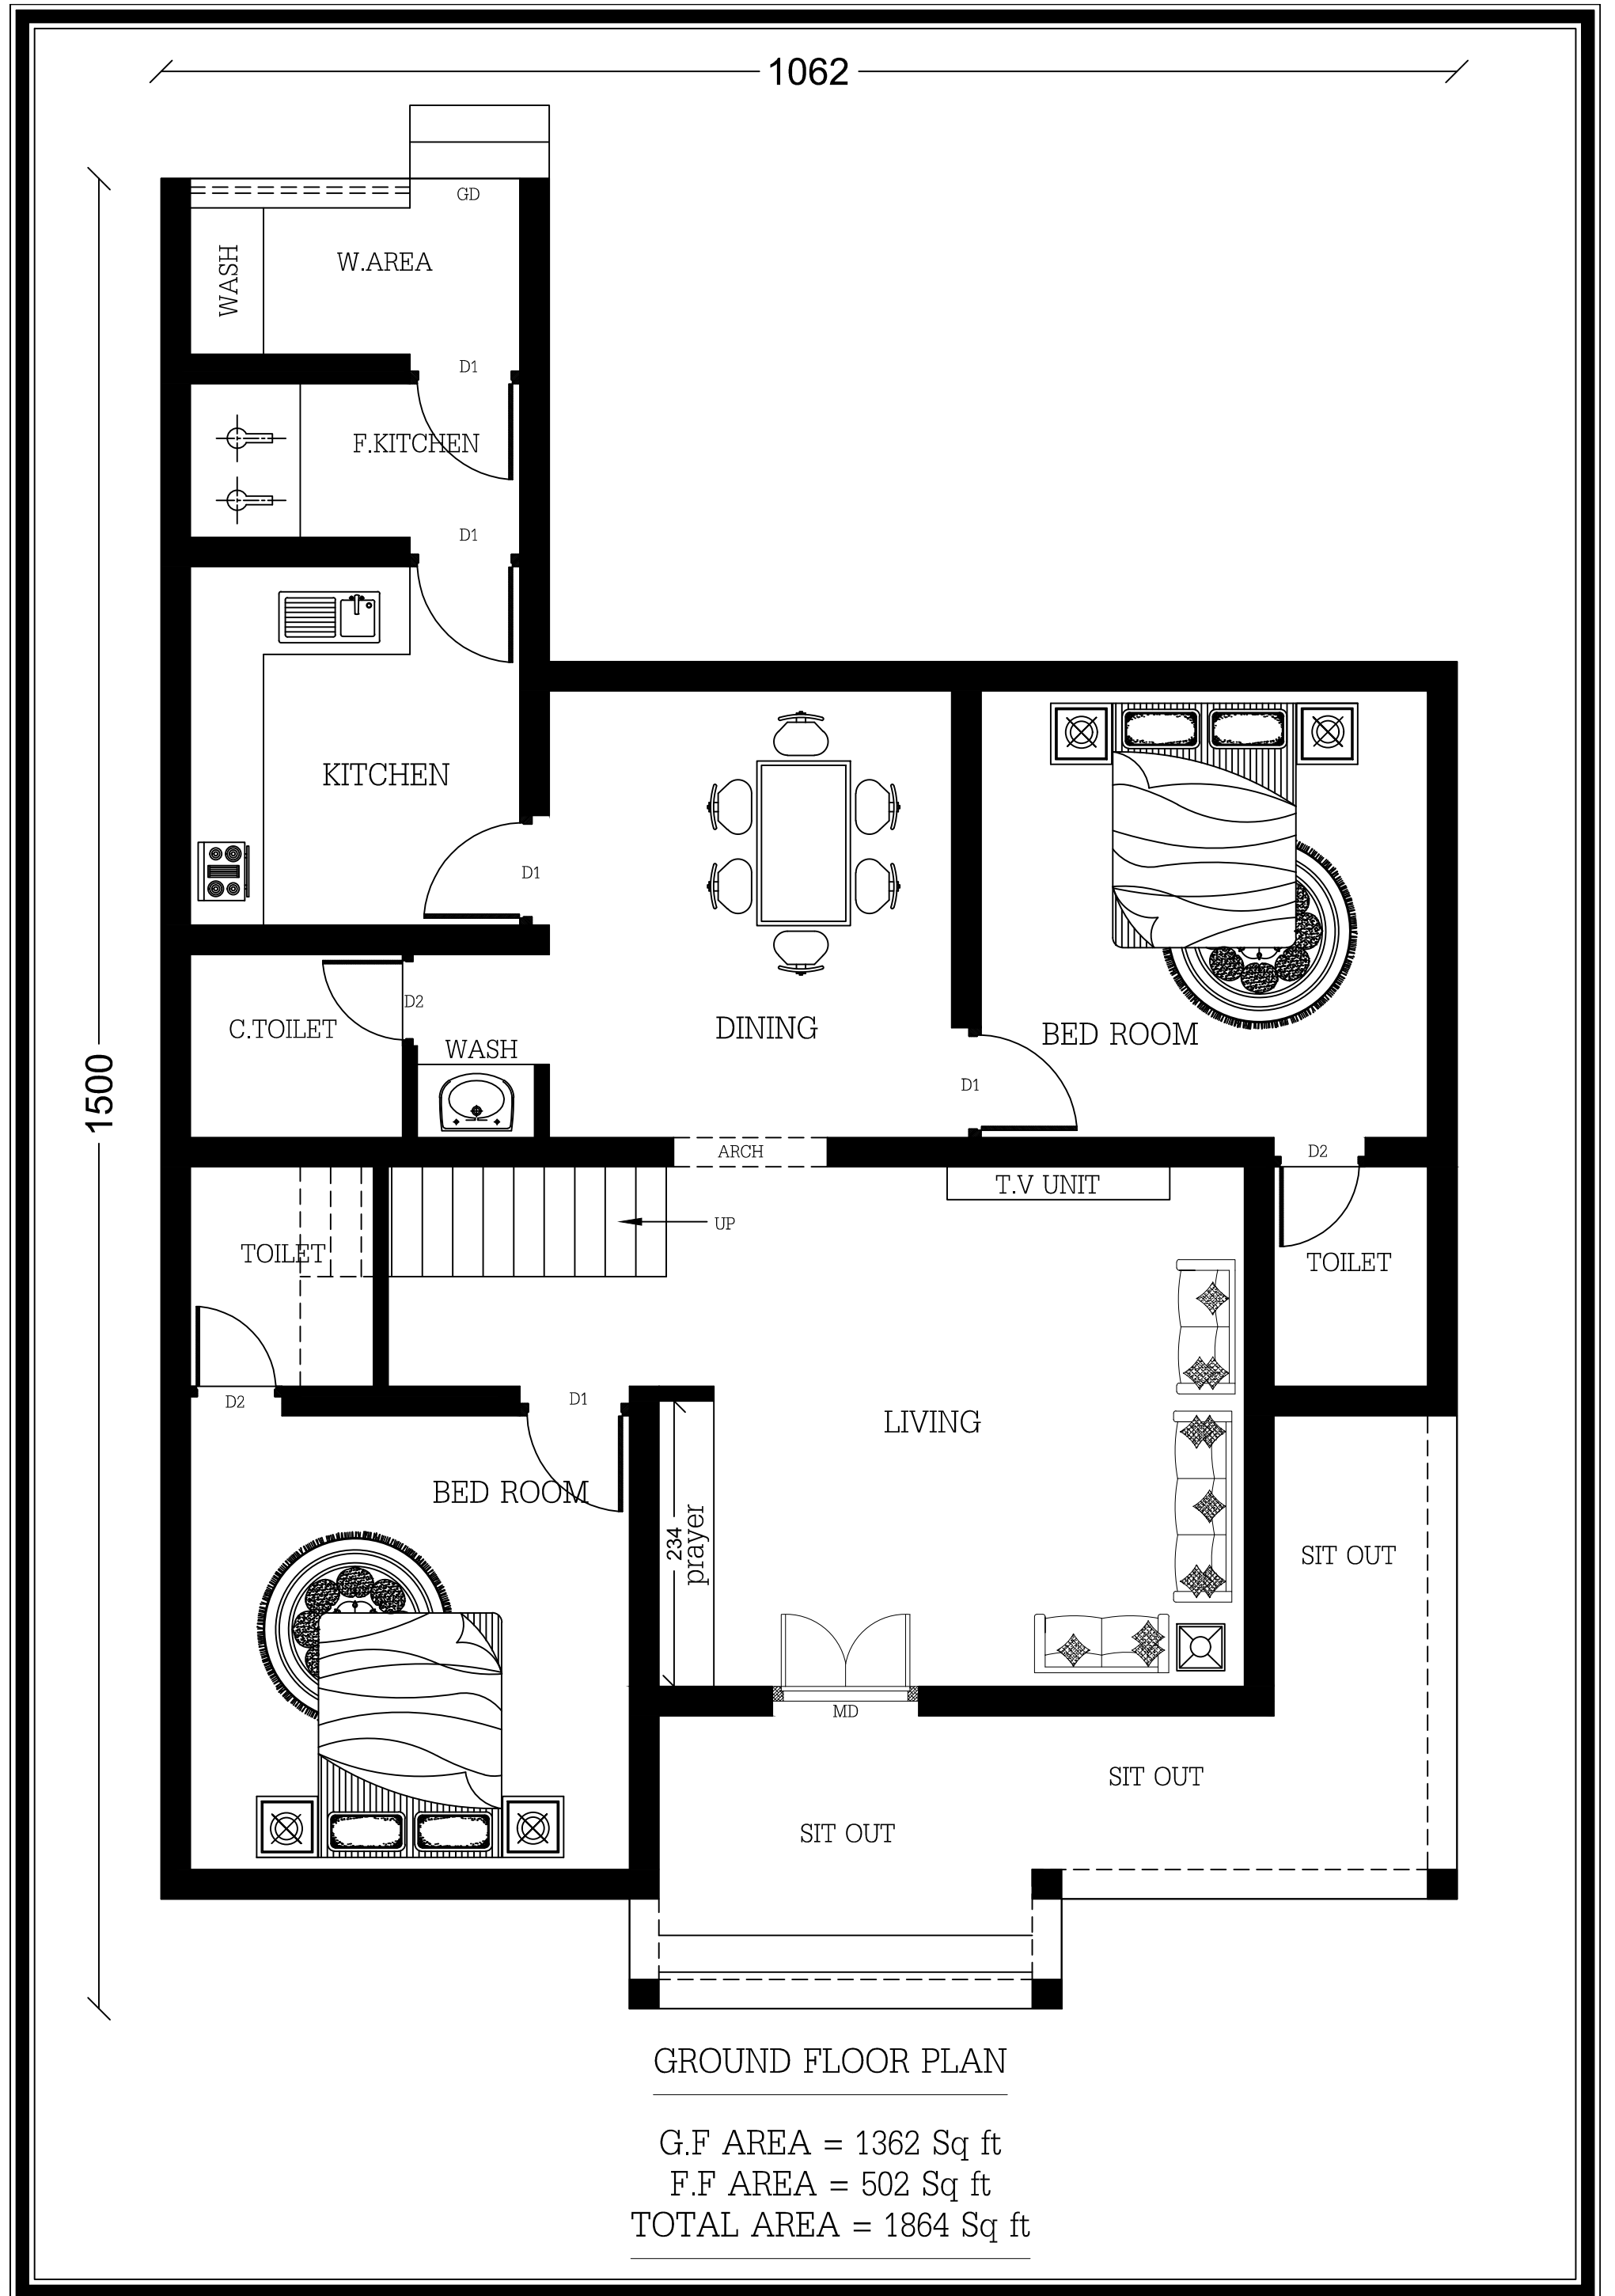 1062
GD
WASH
W.AREA
D1
F.KITCHEN
D1
KITCHEN
D1
D2
C.TOILET
WASH
DINING
BED ROOM
1500
D1
ARCH
D2
T.V UNIT
UP
TOILET
TOILET
D2
D1
LIVING
BED ROOM
234
prayer
SIT OUT
MD
SIT OUT
SIT OUT
GROUND FLOOR PLAN
G.F AREA = 1362 Sq ft
F.F AREA = 502 Sq ft
TOTAL AREA = 1864 Sq ft